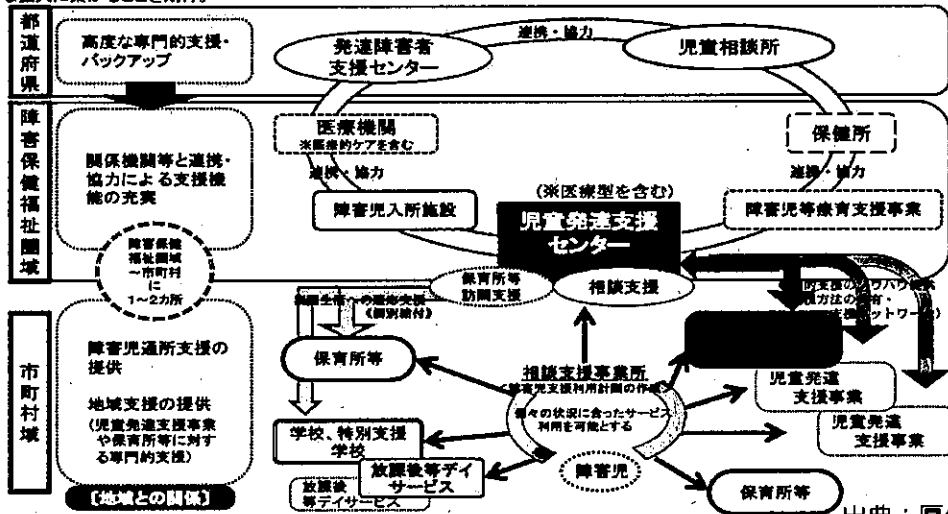 都道府県
高度な専門的支援・
バックアップ
発達障害者
支援センター
連携・協力
児童相談所
障害保健福祉圏域
関係機関等と連携・
協力による支援機
能の充実
医療機関
※医療的ケアを含む
保健所
連携・協力
連携・協力
障害児入所施設
(※医療型を含む)
児童発達支援
センター
障害児等療育支援事業
障害保健
福祉圏域
~市町村
に
1~2カ所
保育所等
訪問支援
相談支援
(個別給付)
市町村域
障害児通所支援の
提供
地域支援の提供
(児童発達支援事業
や保育所等に対す
る専門的支援)
[地域との関係]
保育所等
学校、特別支援
学校
放課後等デイ
サービス
放課後
等デイサービス
相談支援事業所
個々の状況に合ったサービス
利用を可能とする
障害児
児童発達
支援事業
児童発達
支援事業
保育所等
出典: